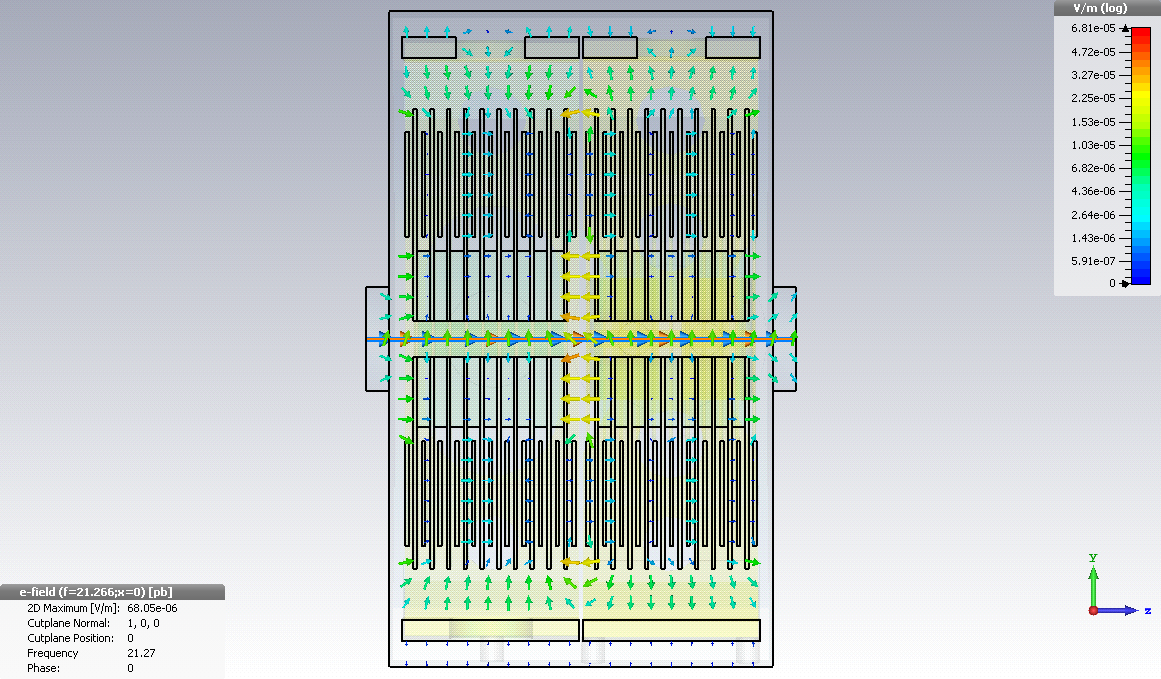 V/m (log)
6.81e-05
4.72e-05
3.27e-05
2.25e-05
1.53e-05
1.03e-05
6.82e-06
4.36e-06
2.64e-06
1.43e-06
5.91e-07
0
Y
z
e-field (f=21.266;x=0) [pb]
2D Maximum [V/m]: 68.05e-06
Cutplane Normal: 1, 0, 0
Cutplane Position: 0
Frequency 21.27
Phase: 0